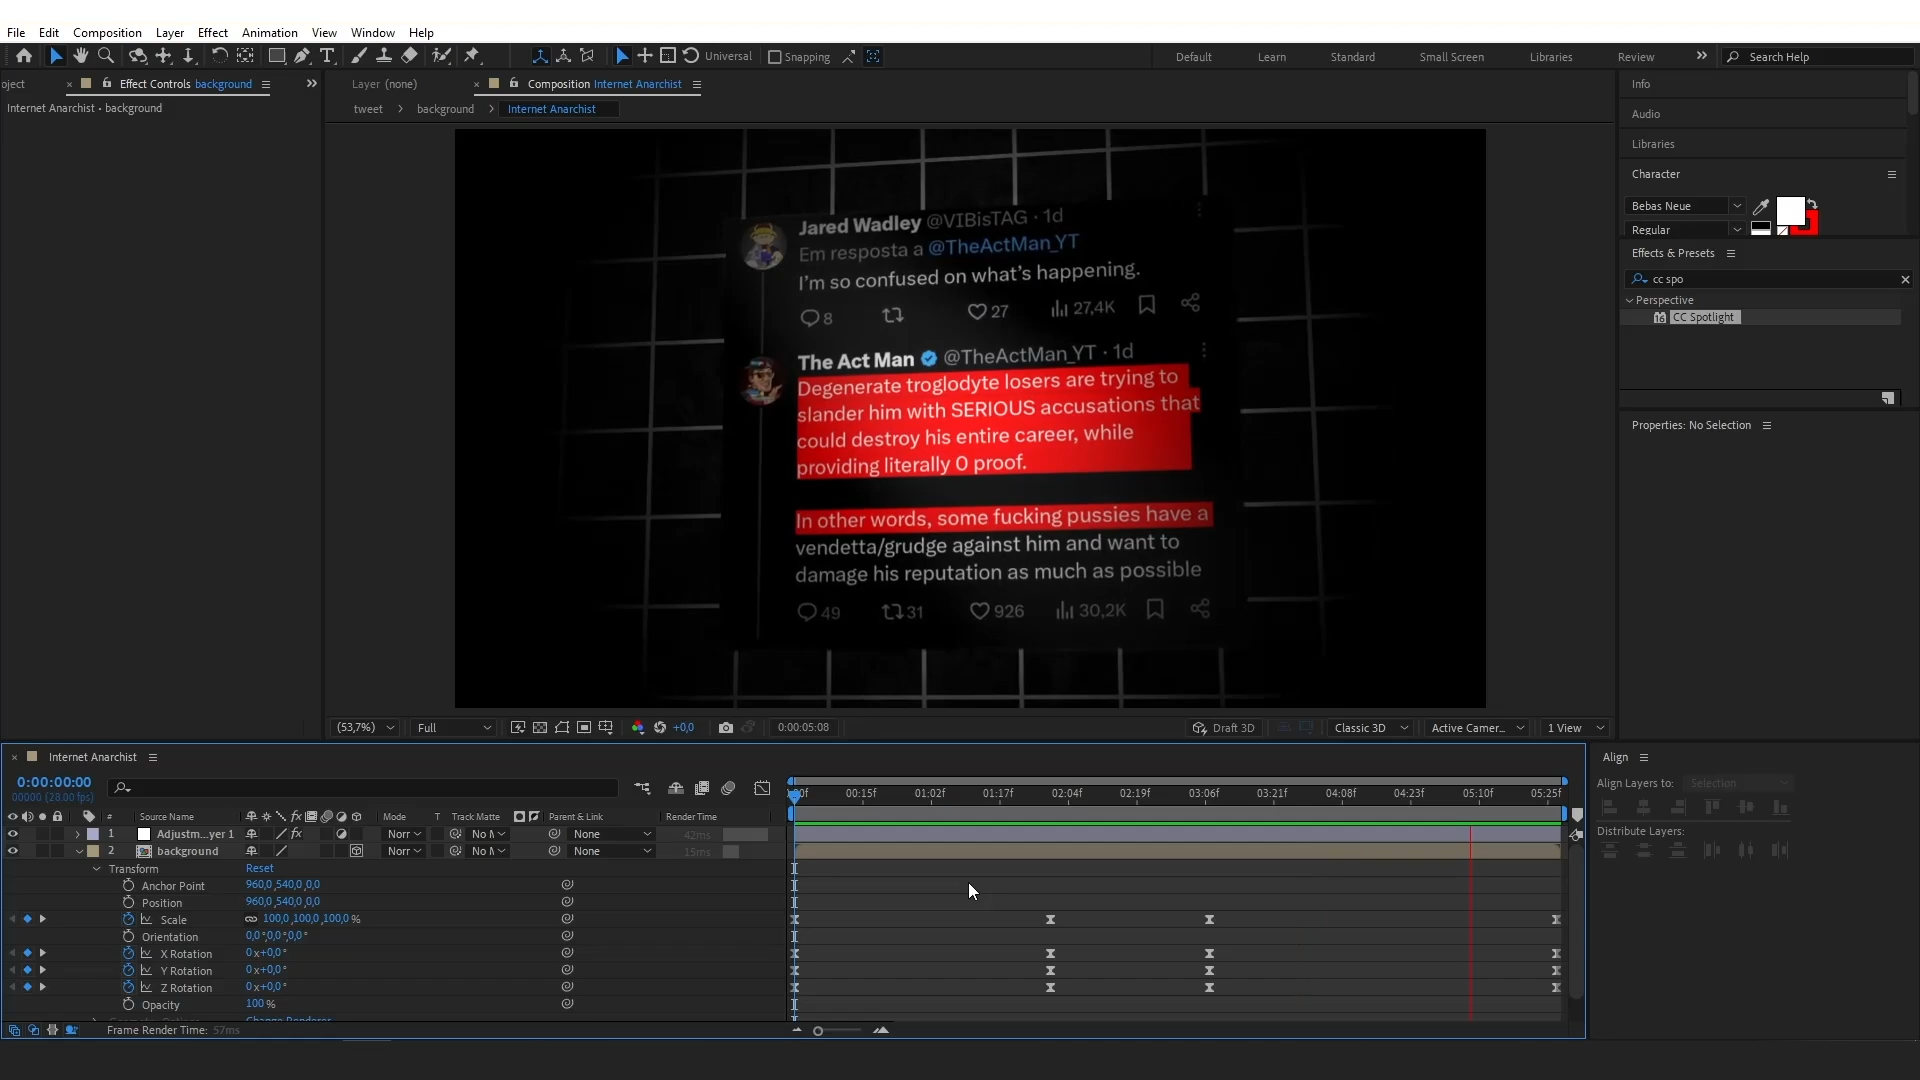 File Edit Composition Layer Effect Animation View Window Help
Universal Snapping Default Learn Standard Small Screen Libraries Review Search Help
oject Effect Controls background
Internet Anarchist • background
Layer (none) Composition Internet Anarchist
tweet background Internet Anarchist
Jared Wadley @VIBisTAG · 1d
Em resposta a @TheActMan_YT
I'm so confused on what's happening.
8 27 27,4K
The Act Man @TheActMan_YT · 1d
Degenerate troglodyte losers are trying to
slander him with SERIOUS accusations that
could destroy his entire career, while
providing literally 0 proof.
In other words, some fucking pussies have a
vendetta/grudge against him and want to
damage his reputation as much as possible
49 31 926 30,2K
(53,7%) Full +0,0 0:00:05:08 Draft 3D Classic 3D Active Camer... 1 View
Info
Audio
Libraries
Character
Bebas Neue
Regular
Effects & Presets
cc spo
Perspective
CC Spotlight
Properties: No Selection
Internet Anarchist
0:00:00:00
00000 (28.00 fps)
00f 00:15f 01:02f 01:17f 02:04f 02:19f 03:06f 03:21f 04:08f 04:23f 05:10f 05:25f
# Source Name Mode T Track Matte Parent & Link Render Time
1 Adjustm...yer 1 Norr No M None 42ms
2 background Norr No M None 15ms
Transform Reset
Anchor Point 960,0 ,540,0 ,0,0
Position 960,0 ,540,0 ,0,0
Scale 100,0 ,100,0 ,100,0 %
Orientation 0,0 ° ,0,0 ° ,0,0 °
X Rotation 0 x +0,0 °
Y Rotation 0 x +0,0 °
Z Rotation 0 x +0,0 °
Opacity 100 %
Frame Render Time: 57ms
Align
Align Layers to: Selection
Distribute Layers: